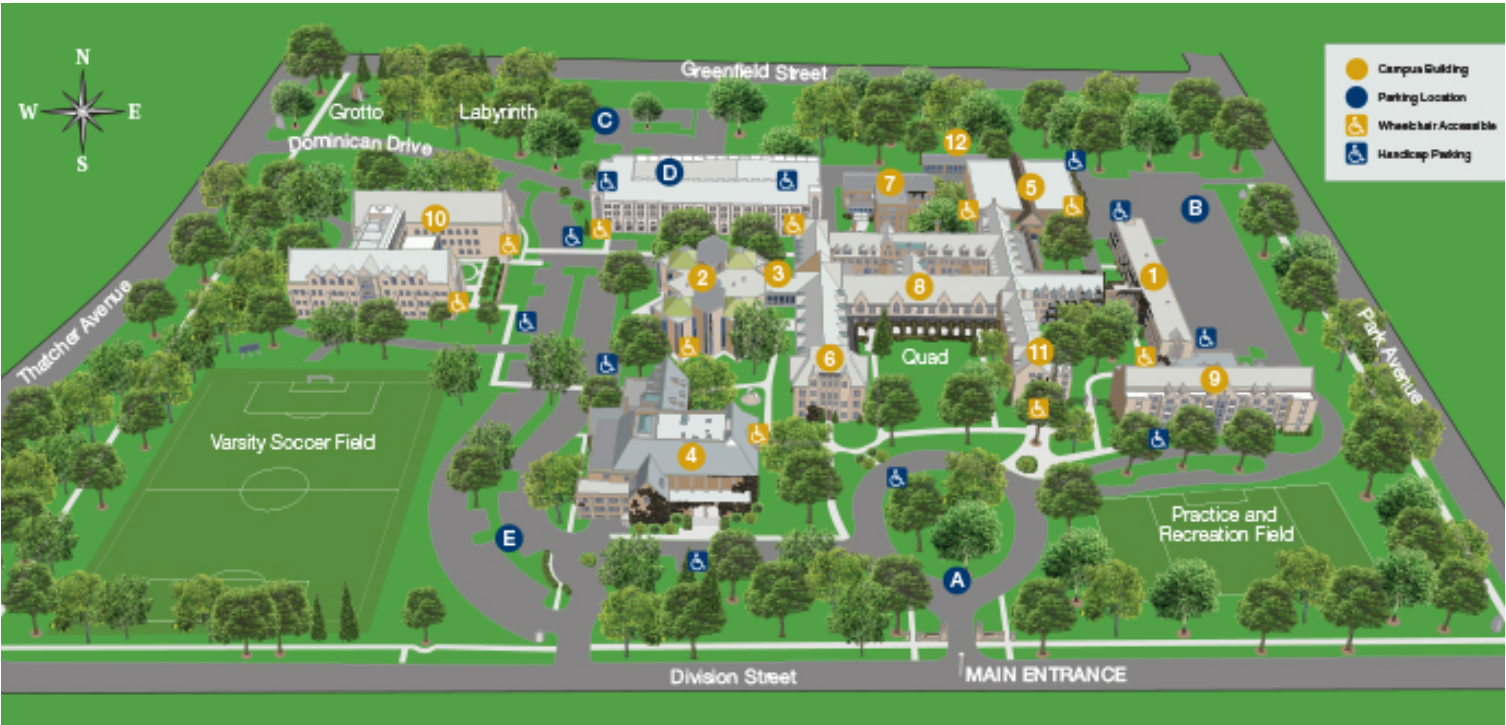 N
W E
S
Greenfield Street
Campus Building
Parking Location
Wheelchair Accessible
Handicap Parking
Grotto
Labyrinth
C
Dominican Drive
12
D
7
5
10
B
2
3
8
1
Thatcher Avenue
Park Avenue
6
Quad
11
9
Varsity Soccer Field
4
Practice and
Recreation Field
E
A
Division Street
MAIN ENTRANCE